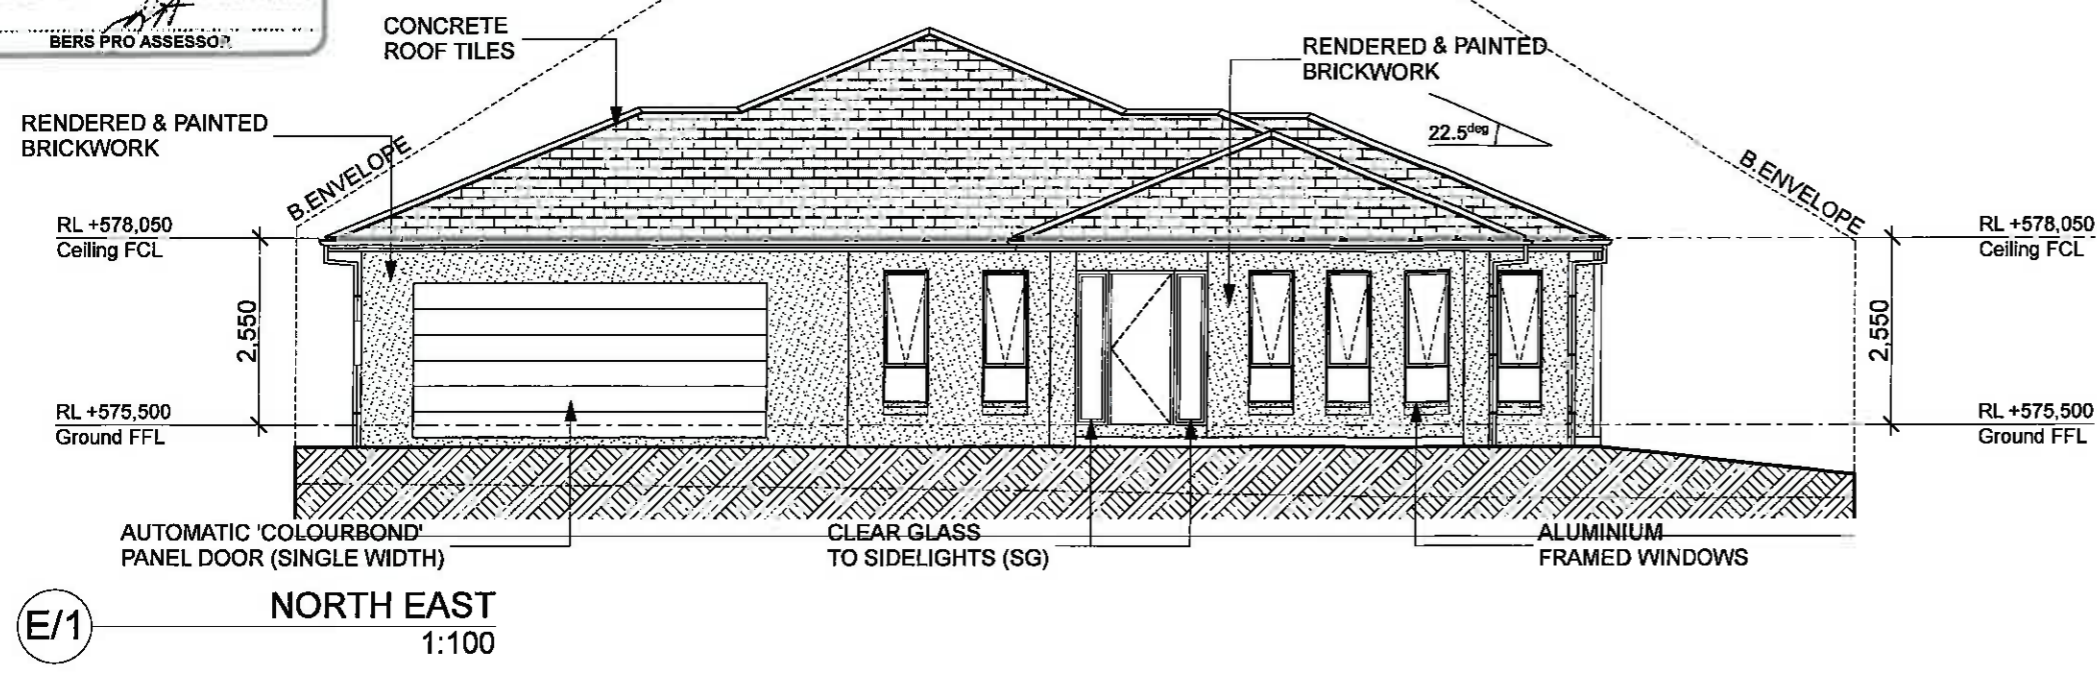 BERS PRO ASSESSOR
CONCRETE
ROOF TILES
RENDERED & PAINTED
BRICKWORK
RENDERED & PAINTED
BRICKWORK
22.5deg
B.ENVELOPE
B.ENVELOPE
RL +578,050
Ceiling FCL
RL +578,050
Ceiling FCL
2,550
2,550
RL +575,500
Ground FFL
RL +575,500
Ground FFL
AUTOMATIC 'COLOURBOND'
PANEL DOOR (SINGLE WIDTH)
CLEAR GLASS
TO SIDELIGHTS (SG)
ALUMINIUM
FRAMED WINDOWS
E/1
NORTH EAST
1:100